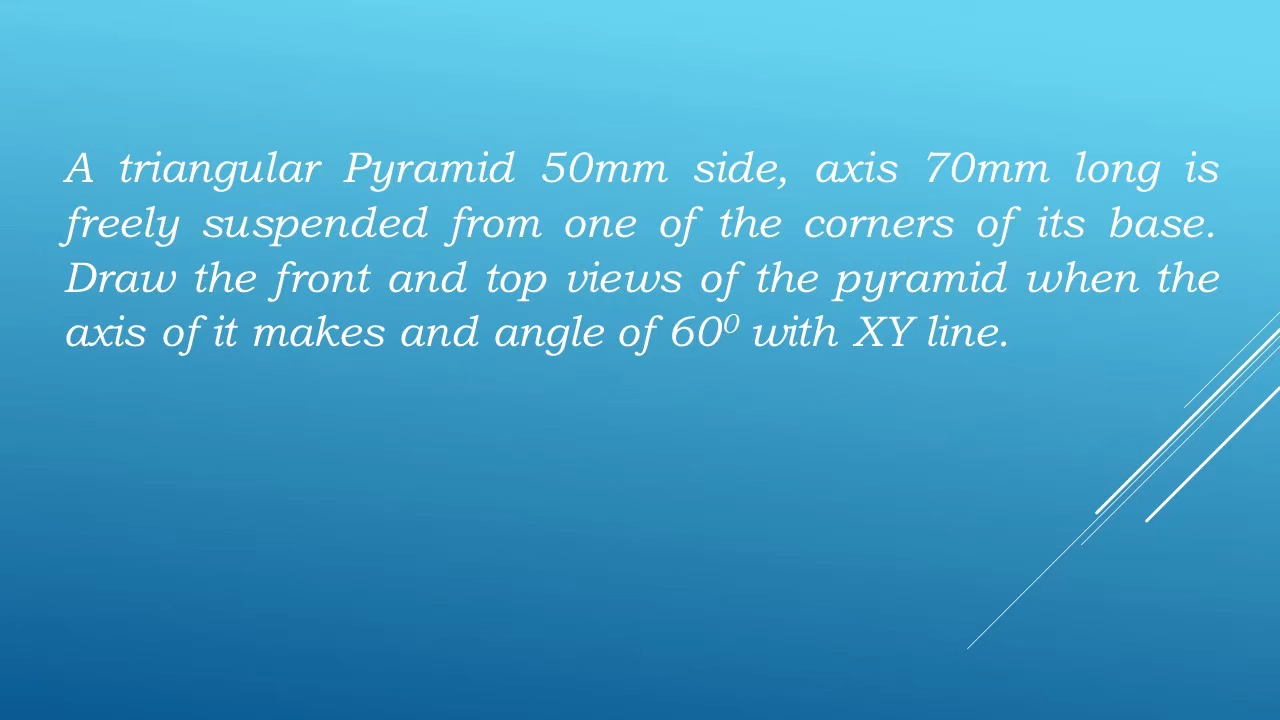 A triangular Pyramid 50mm side, axis 70mm long is
freely suspended from one of the corners of its base.
Draw the front and top views of the pyramid when the
axis of it makes and angle of 60⁰ with XY line.